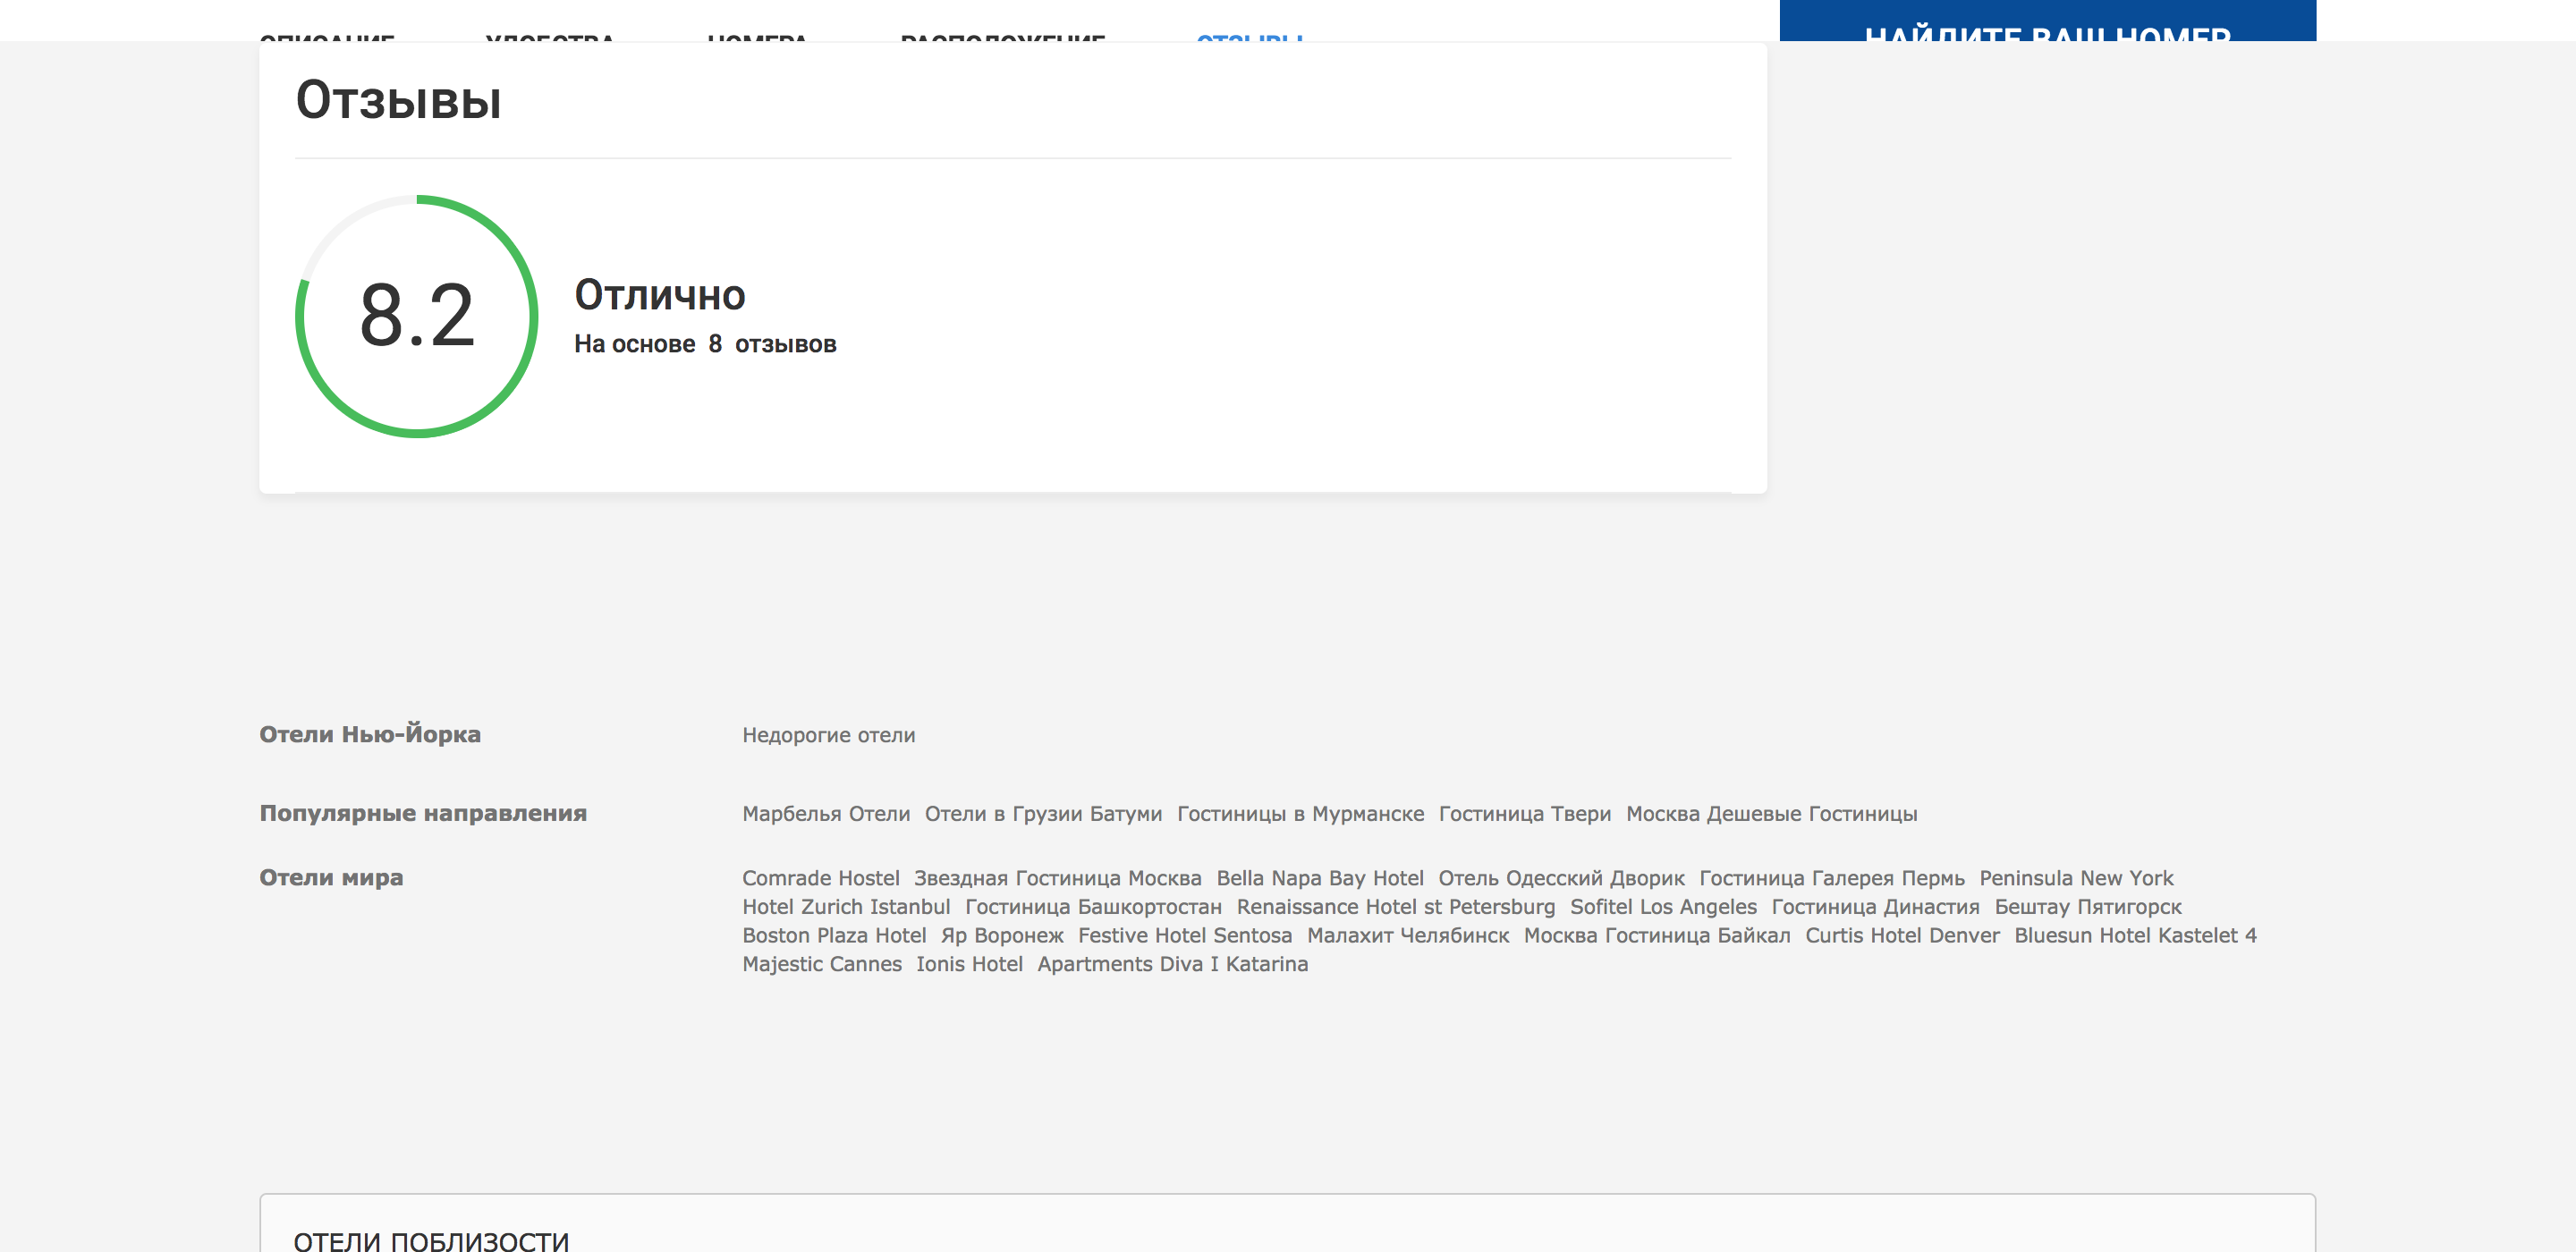 ОПИСАНИЕ УДОБСТВА НОМЕРА РАСПОЛОЖЕНИЕ ОТЗЫВЫ НАЙДИТЕ ВАШ НОМЕР
Отзывы
8.2
Отлично
На основе 8 отзывов
Отели Нью-Йорка Недорогие отели
Популярные направления Марбелья Отели Отели в Грузии Батуми Гостиницы в Мурманске Гостиница Твери Москва Дешевые Гостиницы
Отели мира Comrade Hostel Звездная Гостиница Москва Bella Napa Bay Hotel Отель Одесский Дворик Гостиница Галерея Пермь Peninsula New York
Hotel Zurich Istanbul Гостиница Башкортостан Renaissance Hotel st Petersburg Sofitel Los Angeles Гостиница Династия Бештау Пятигорск
Boston Plaza Hotel Яр Воронеж Festive Hotel Sentosa Малахит Челябинск Москва Гостиница Байкал Curtis Hotel Denver Bluesun Hotel Kastelet 4
Majestic Cannes Ionis Hotel Apartments Diva I Katarina
ОТЕЛИ ПОБЛИЗОСТИ